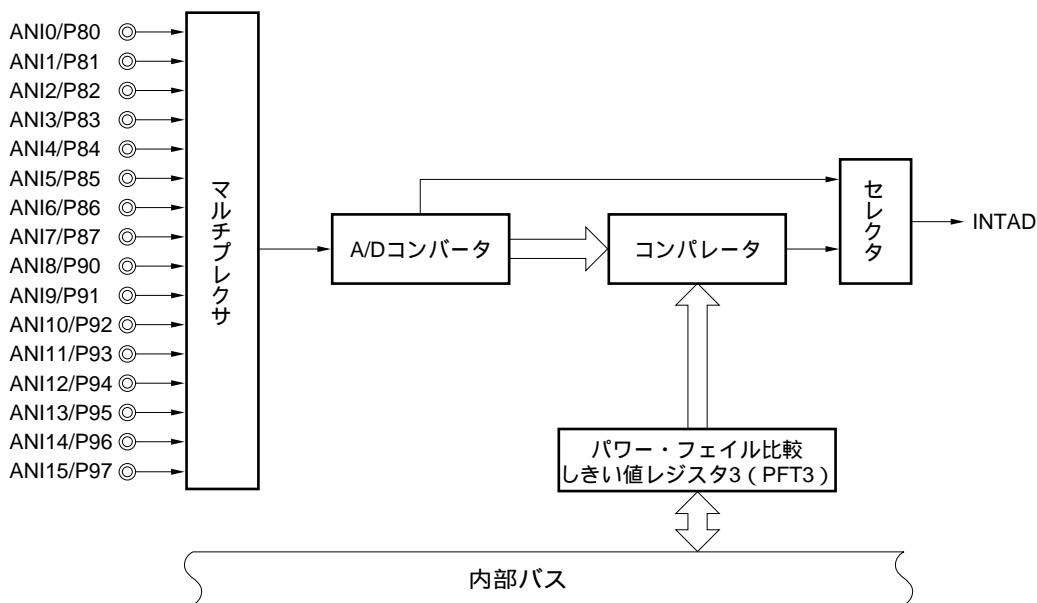 ANI0/P80
ANI1/P81
ANI2/P82
ANI3/P83
ANI4/P84
ANI5/P85
ANI6/P86
ANI7/P87
ANI8/P90
ANI9/P91
ANI10/P92
ANI11/P93
ANI12/P94
ANI13/P95
ANI14/P96
ANI15/P97
マルチプレクサ
A/Dコンバータ
コンパレータ
セレクタ
INTAD
パワー・フェイル比較
しきい値レジスタ3（PFT3）
内部バス